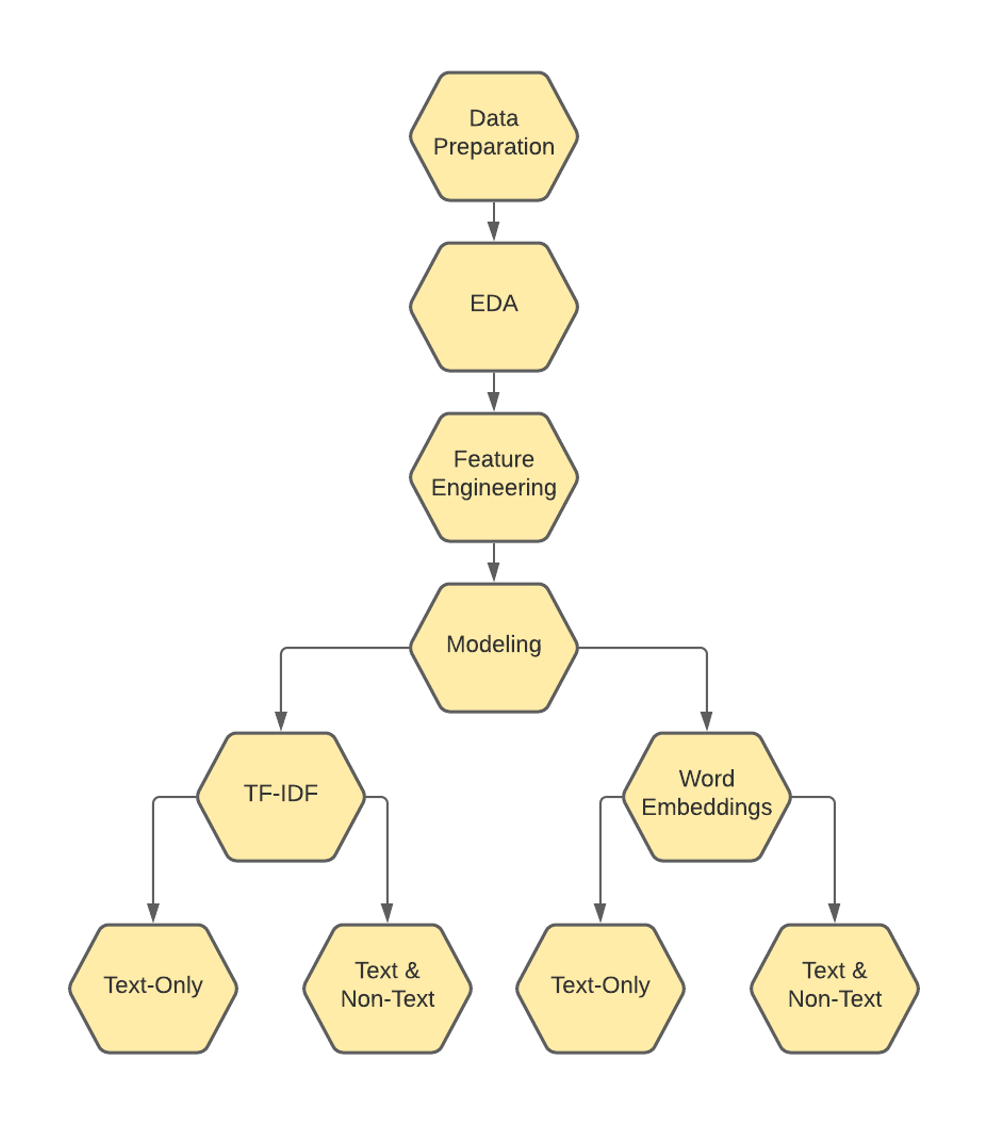 Data
Preparation
EDA
Feature
Engineering
Modeling
TF-IDF
Word
Embeddings
Text-Only
Text &
Non-Text
Text-Only
Text &
Non-Text